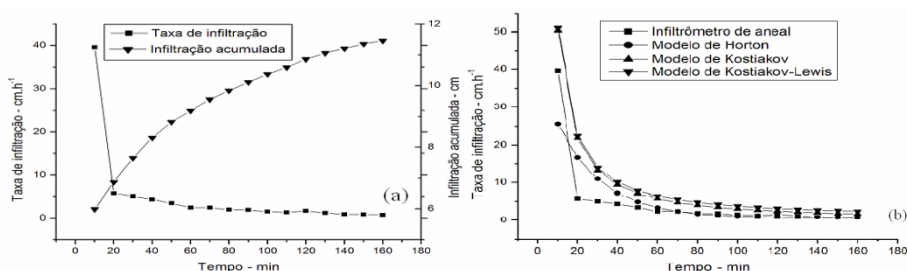 Taxa de infiltração - cm.h⁻¹
40
30
20
10
0
Taxa de infiltração
Infiltração acumulada
(a)
12
11
10
9
8
7
6
Infiltração acumulada - cm
0 20 40 60 80 100 120 140 160 180
Tempo - min
Taxa de infiltração - cm.h⁻¹
50
40
30
20
10
0
Infiltrômetro de aneal
Modelo de Horton
Modelo de Kostiakov
Modelo de Kostiakov-Lewis
(b)
0 20 40 60 80 100 120 140 160 180
Tempo - min